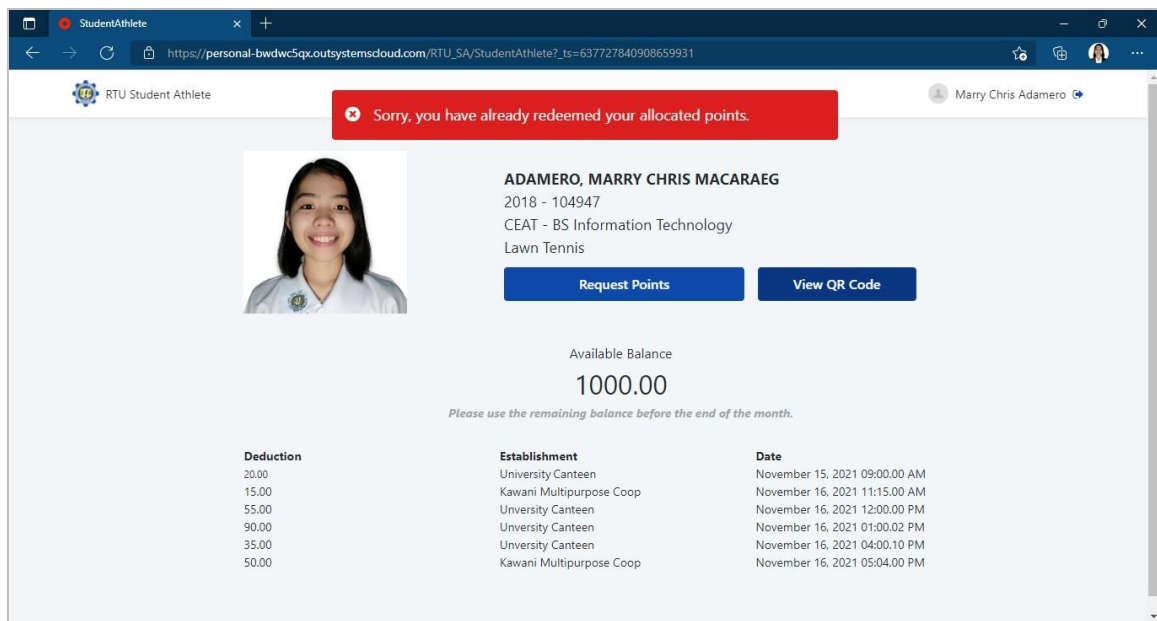 StudentAthlete
https://personal-bwdwc5qx.outsystemscloud.com/RTU_SA/StudentAthlete?_ts=637727840908659931
RTU Student Athlete
Marry Chris Adamero
Sorry, you have already redeemed your allocated points.
ADAMERO, MARRY CHRIS MACARAEG
2018 - 104947
CEAT - BS Information Technology
Lawn Tennis
Request Points View QR Code
Available Balance
1000.00
Please use the remaining balance before the end of the month.
Deduction Establishment Date
20.00 University Canteen November 15, 2021 09:00.00 AM
15.00 Kawani Multipurpose Coop November 16, 2021 11:15.00 AM
55.00 Unversity Canteen November 16, 2021 12:00.00 PM
90.00 Unversity Canteen November 16, 2021 01:00.02 PM
35.00 Unversity Canteen November 16, 2021 04:00.10 PM
50.00 Kawani Multipurpose Coop November 16, 2021 05:04.00 PM